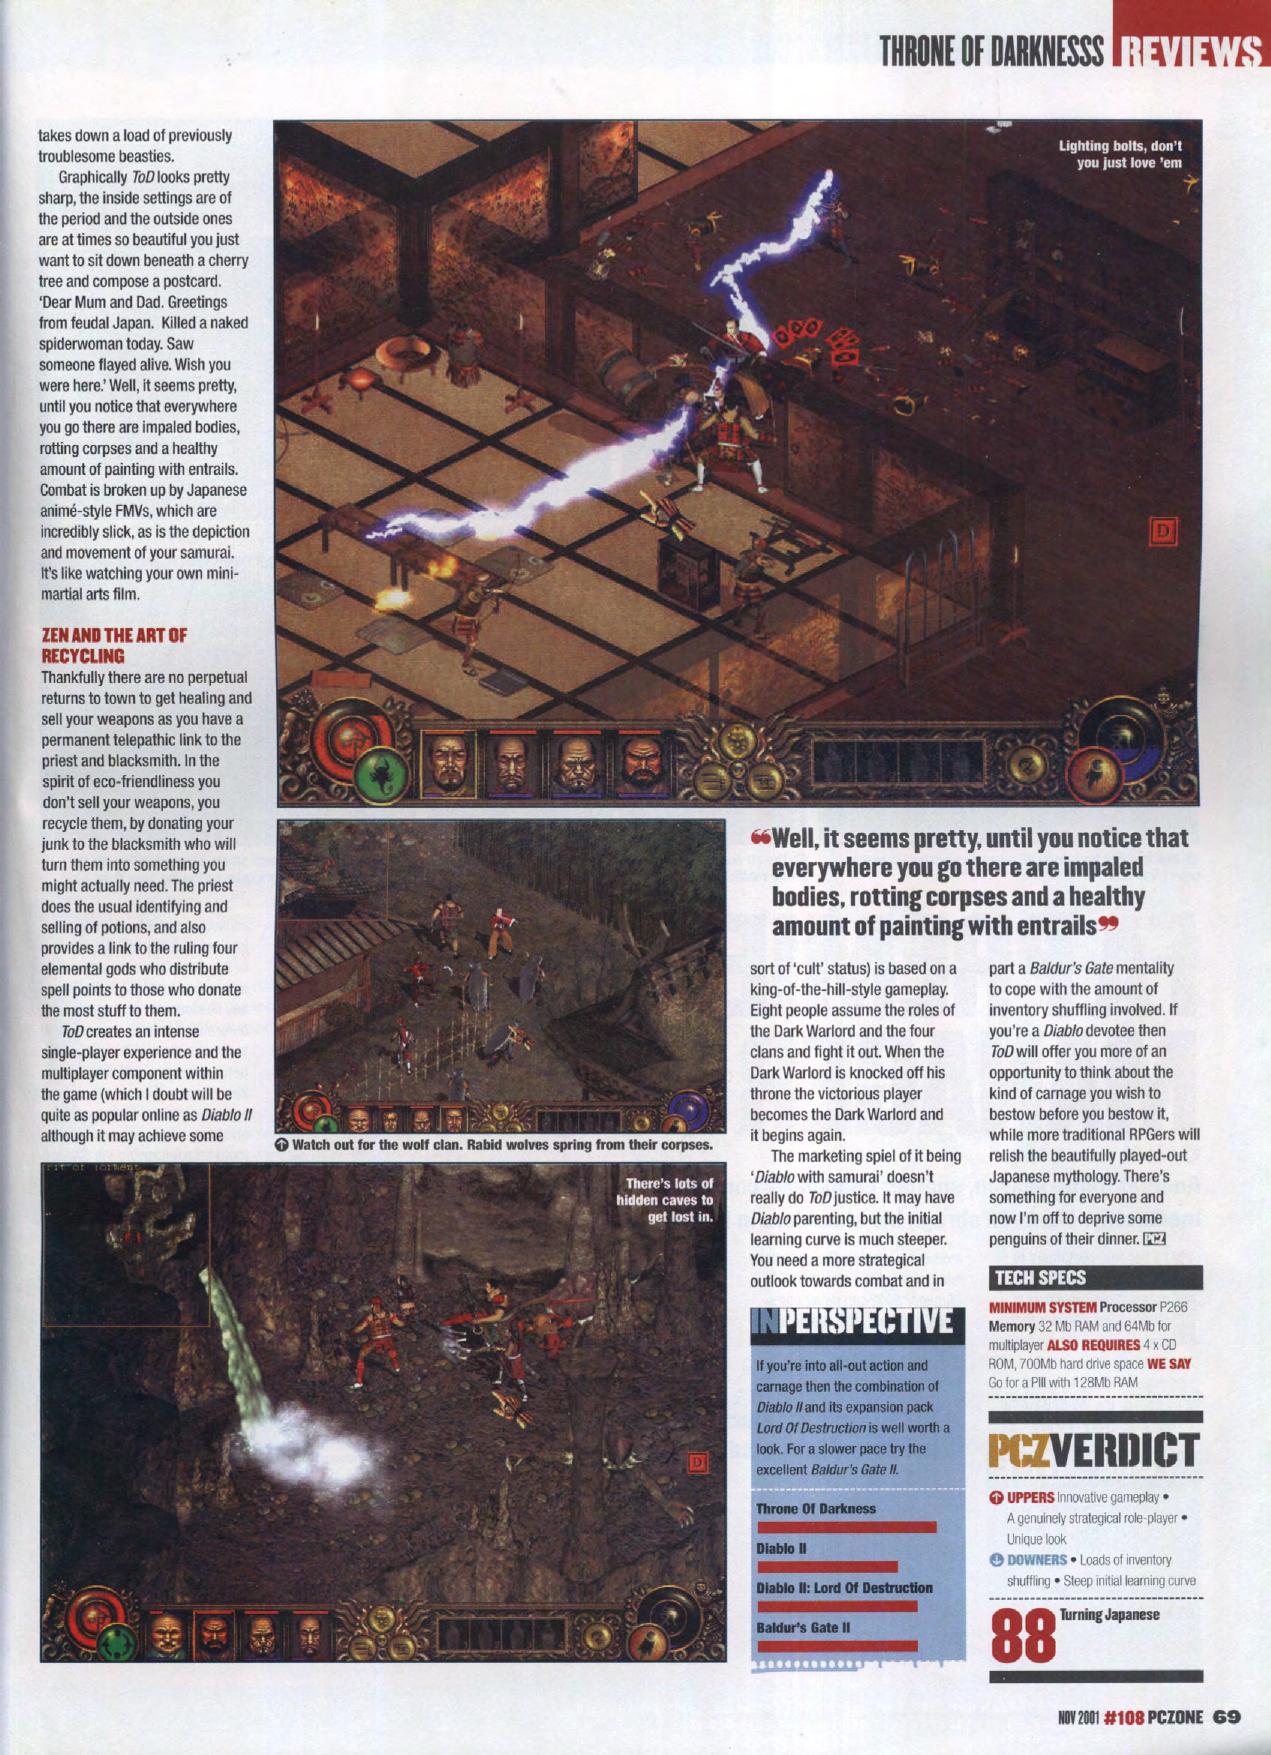 THRONE OF DARKNESSS REVIEWS
takes down a load of previously
troublesome beasties.
Graphically ToD looks pretty
sharp, the inside settings are of
the period and the outside ones
are at times so beautiful you just
want to sit down beneath a cherry
tree and compose a postcard.
'Dear Mum and Dad. Greetings
from feudal Japan. Killed a naked
spiderwoman today. Saw
someone flayed alive. Wish you
were here.' Well, it seems pretty,
until you notice that everywhere
you go there are impaled bodies,
rotting corpses and a healthy
amount of painting with entrails.
Combat is broken up by Japanese
animé-style FMVs, which are
incredibly slick, as is the depiction
and movement of your samurai.
It's like watching your own mini-
martial arts film.
ZEN AND THE ART OF
RECYCLING
Thankfully there are no perpetual
returns to town to get healing and
sell your weapons as you have a
permanent telepathic link to the
priest and blacksmith. In the
spirit of eco-friendliness you
don't sell your weapons, you
recycle them, by donating your
junk to the blacksmith who will
turn them into something you
might actually need. The priest
does the usual identifying and
selling of potions, and also
provides a link to the ruling four
elemental gods who distribute
spell points to those who donate
the most stuff to them.
ToD creates an intense
single-player experience and the
multiplayer component within
the game (which I doubt will be
quite as popular online as Diablo II
although it may achieve some
Lighting bolts, don't
you just love 'em
D
Watch out for the wolf clan. Rabid wolves spring from their corpses.
There's lots of
hidden caves to
get lost in.
D
“Well, it seems pretty, until you notice that
everywhere you go there are impaled
bodies, rotting corpses and a healthy
amount of painting with entrails”
sort of 'cult' status) is based on a
king-of-the-hill-style gameplay.
Eight people assume the roles of
the Dark Warlord and the four
clans and fight it out. When the
Dark Warlord is knocked off his
throne the victorious player
becomes the Dark Warlord and
it begins again.
The marketing spiel of it being
'Diablo with samurai' doesn't
really do ToD justice. It may have
Diablo parenting, but the initial
learning curve is much steeper.
You need a more strategical
outlook towards combat and in
part a Baldur's Gate mentality
to cope with the amount of
inventory shuffling involved. If
you're a Diablo devotee then
ToD will offer you more of an
opportunity to think about the
kind of carnage you wish to
bestow before you bestow it,
while more traditional RPGers will
relish the beautifully played-out
Japanese mythology. There's
something for everyone and
now I'm off to deprive some
penguins of their dinner. PCZ
INPERSPECTIVE
If you're into all-out action and
carnage then the combination of
Diablo II and its expansion pack
Lord Of Destruction is well worth a
look. For a slower pace try the
excellent Baldur's Gate II.
Throne Of Darkness
Diablo II
Diablo II: Lord Of Destruction
Baldur's Gate II
TECH SPECS
MINIMUM SYSTEM Processor P266
Memory 32 Mb RAM and 64Mb for
multiplayer ALSO REQUIRES 4 x CD
ROM, 700Mb hard drive space WE SAY
Go for a PIII with 128Mb RAM
PCZVERDICT
UPPERS Innovative gameplay •
A genuinely strategical role-player •
Unique look
DOWNERS • Loads of inventory
shuffling • Steep initial learning curve
88 Turning Japanese
NOV 2001 #108 PCZONE 69